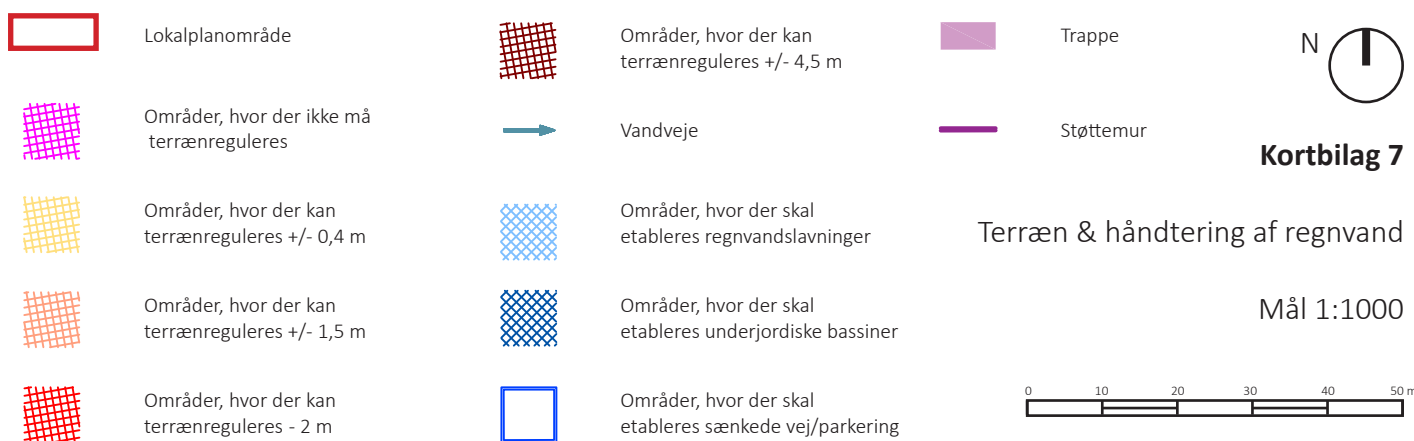 Lokalplanområde
Områder, hvor der ikke må
terrænreguleres
Områder, hvor der kan
terrænreguleres +/- 0,4 m
Områder, hvor der kan
terrænreguleres +/- 1,5 m
Områder, hvor der kan
terrænreguleres - 2 m
Områder, hvor der kan
terrænreguleres +/- 4,5 m
Vandveje
Områder, hvor der skal
etableres regnvandslavninger
Områder, hvor der skal
etableres underjordiske bassiner
Områder, hvor der skal
etableres sænkede vej/parkering
Trappe
Støttemur
N
Kortbilag 7
Terræn & håndtering af regnvand
Mål 1:1000
0 10 20 30 40 50 m